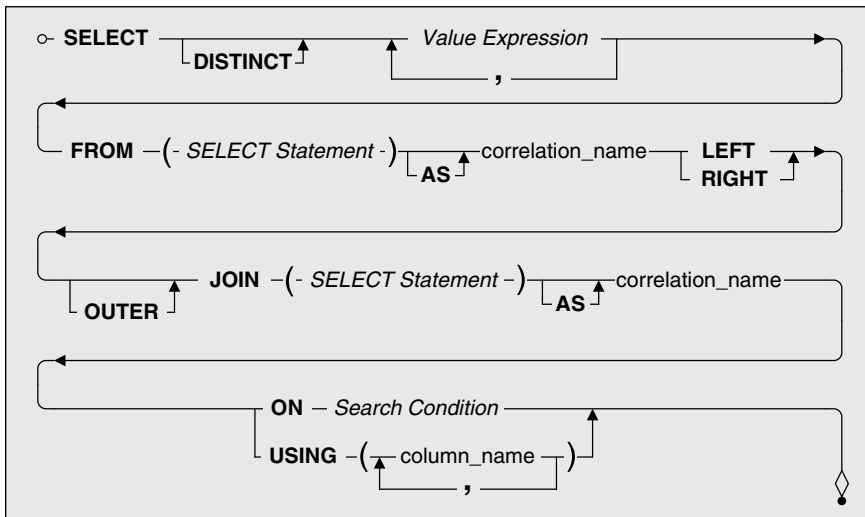 SELECT Value Expression
DISTINCT ,
FROM ( SELECT Statement ) correlation_name LEFT
AS RIGHT
JOIN ( SELECT Statement ) correlation_name
OUTER AS
ON Search Condition
USING ( column_name )
,